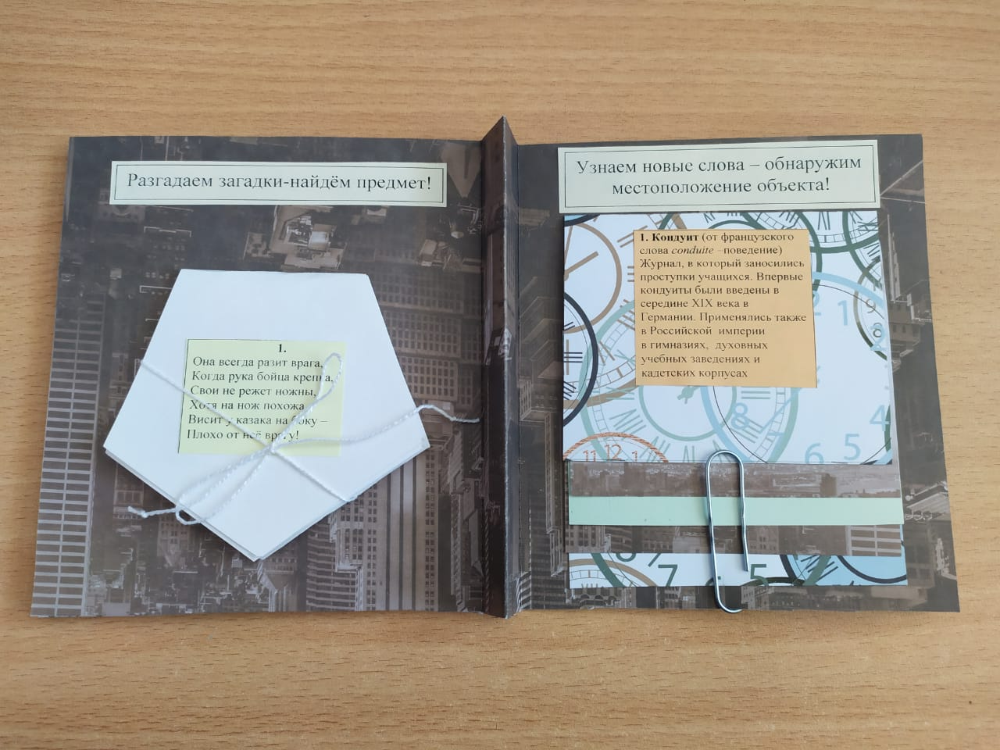 Разгадаем загадки-найдём предмет!
1.
Она всегда разит врага,
Когда рука бойца крепка,
Свои не режет ножны,
Хотя на нож похожа
Висит у казака на боку –
Плохо от неё врагу!
Узнаем новые слова – обнаружим
местоположение объекта!
1. Кондуит (от французского
слова conduite –поведение)
Журнал, в который заносились
проступки учащихся. Впервые
кондуиты были введены в
середине XIX века в
Германии. Применялись также
в Российской империи
в гимназиях, духовных
учебных заведениях и
кадетских корпусах